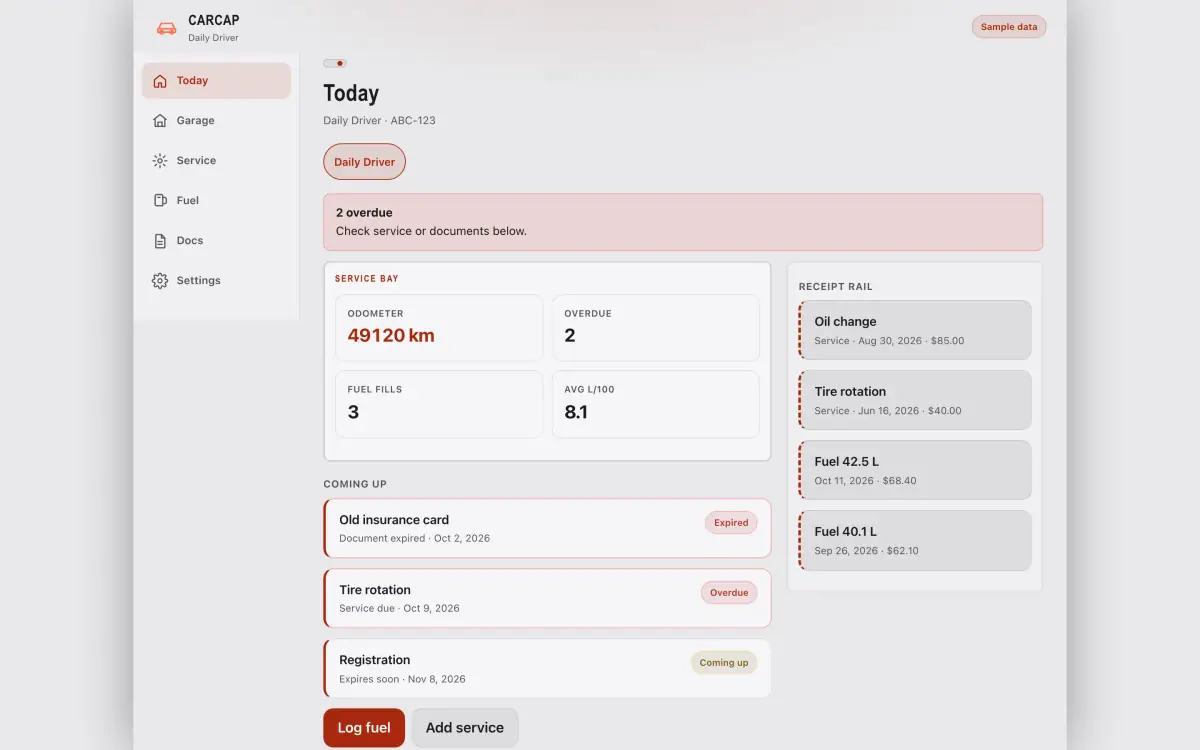 CARCAP
Daily Driver
Sample data
Today
Garage
Service
Fuel
Docs
Settings
Today
Daily Driver · ABC-123
Daily Driver
2 overdue
Check service or documents below.
SERVICE BAY
ODOMETER
49120 km
OVERDUE
2
FUEL FILLS
3
AVG L/100
8.1
COMING UP
Old insurance card
Document expired · Oct 2, 2026
Expired
Tire rotation
Service due · Oct 9, 2026
Overdue
Registration
Expires soon · Nov 8, 2026
Coming up
Log fuel
Add service
RECEIPT RAIL
Oil change
Service · Aug 30, 2026 · $85.00
Tire rotation
Service · Jun 16, 2026 · $40.00
Fuel 42.5 L
Oct 11, 2026 · $68.40
Fuel 40.1 L
Sep 26, 2026 · $62.10